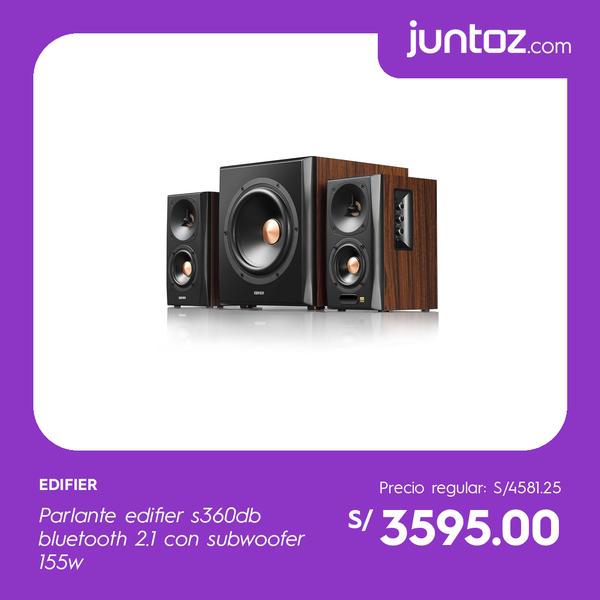 juntoz.com
EDIFIER
Parlante edifier s360db
bluetooth 2.1 con subwoofer
155w
Precio regular: S/4581.25
S/ 3595.00